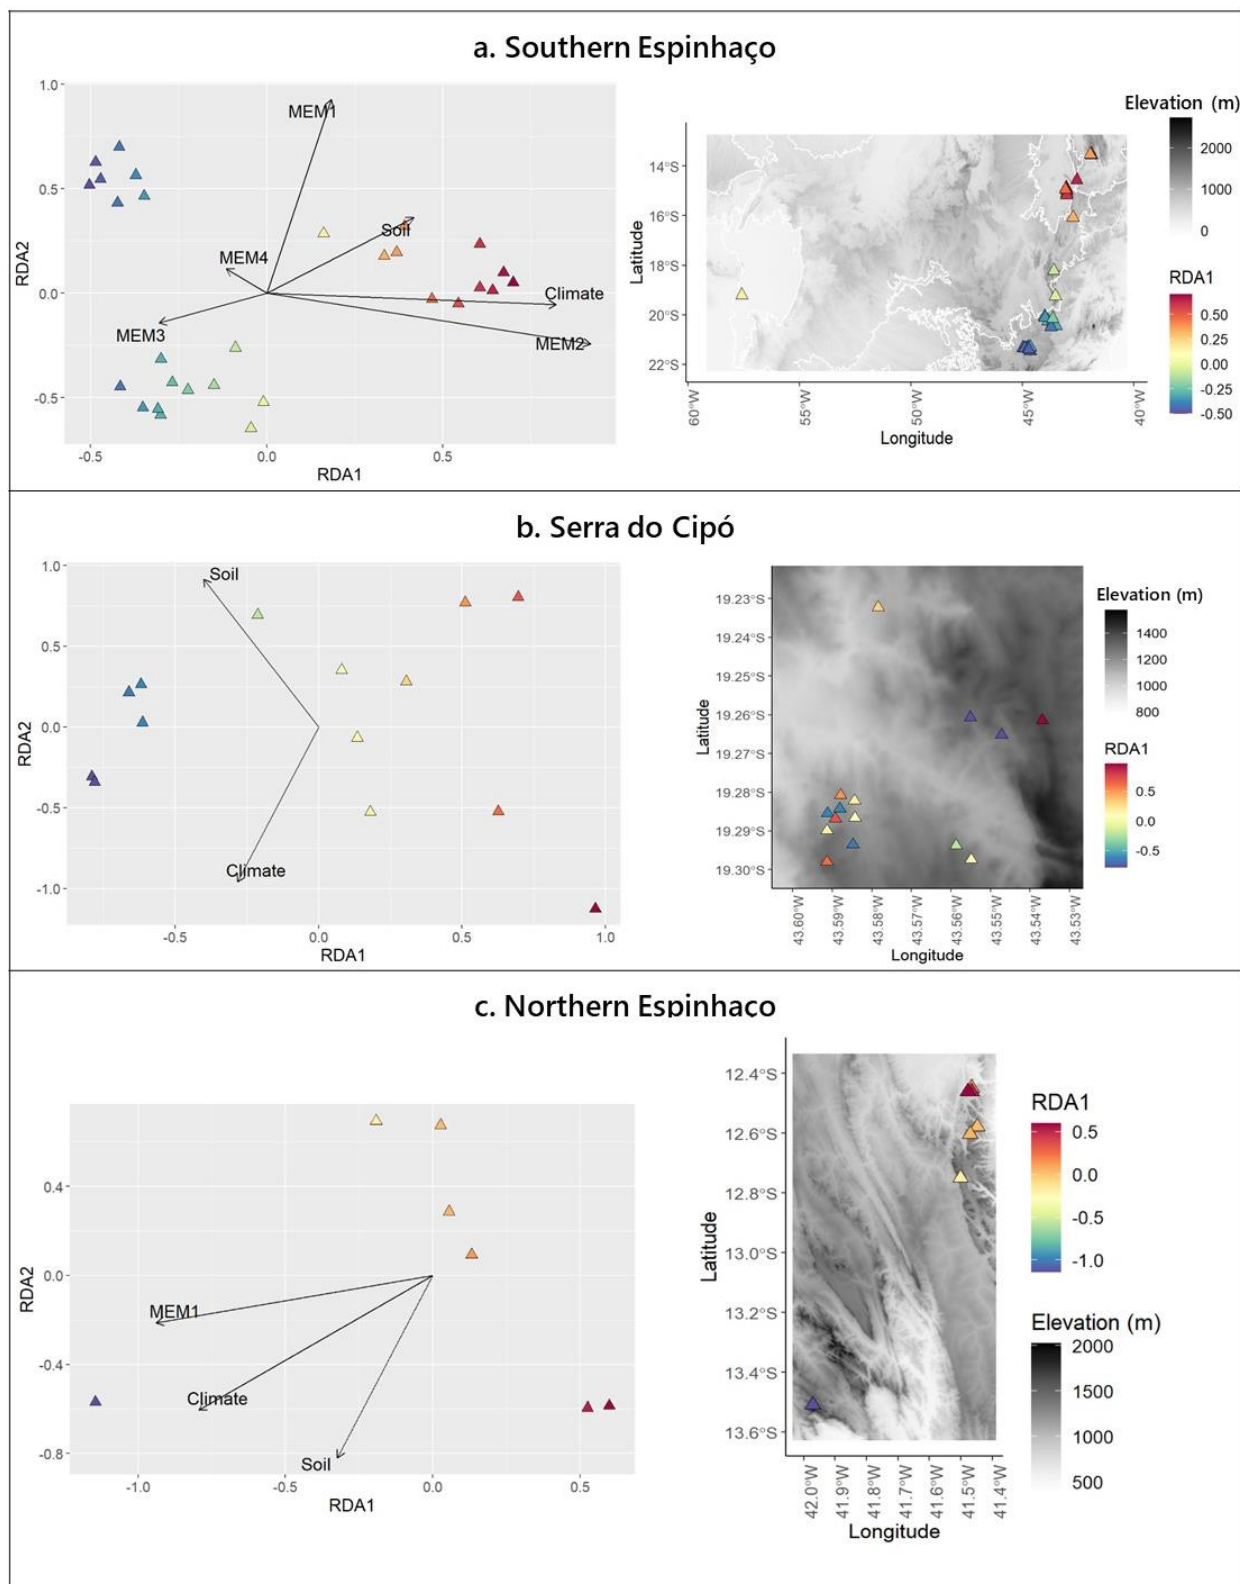 a. Southern Espinhaço
1.0
0.5
0.0
-0.5
RDA2
MEM1
Soil
MEM4
Climate
MEM3
MEM2
-0.5
0.0
0.5
RDA1
14°S
16°S
18°S
20°S
22°S
Latitude
60°W
55°W
50°W
45°W
40°W
Longitude
Elevation (m)
2000
1000
0
RDA1
0.50
0.25
0.00
-0.25
-0.50
b. Serra do Cipó
1.0
0.5
0.0
-0.5
-1.0
RDA2
Soil
Climate
-0.5
0.0
0.5
1.0
RDA1
19.23°S
19.24°S
19.25°S
19.26°S
19.27°S
19.28°S
19.29°S
19.30°S
Latitude
43.60°W
43.59°W
43.58°W
43.57°W
43.56°W
43.55°W
43.54°W
43.53°W
Longitude
Elevation (m)
1400
1200
1000
800
RDA1
0.5
0.0
-0.5
c. Northern Espinhaco
0.4
0.0
-0.4
-0.8
RDA2
MEM1
Climate
Soil
-1.0
-0.5
0.0
0.5
RDA1
12.4°S
12.6°S
12.8°S
13.0°S
13.2°S
13.4°S
13.6°S
Latitude
42.0°W
41.9°W
41.8°W
41.7°W
41.6°W
41.5°W
41.4°W
Longitude
RDA1
0.5
0.0
-0.5
-1.0
Elevation (m)
2000
1500
1000
500